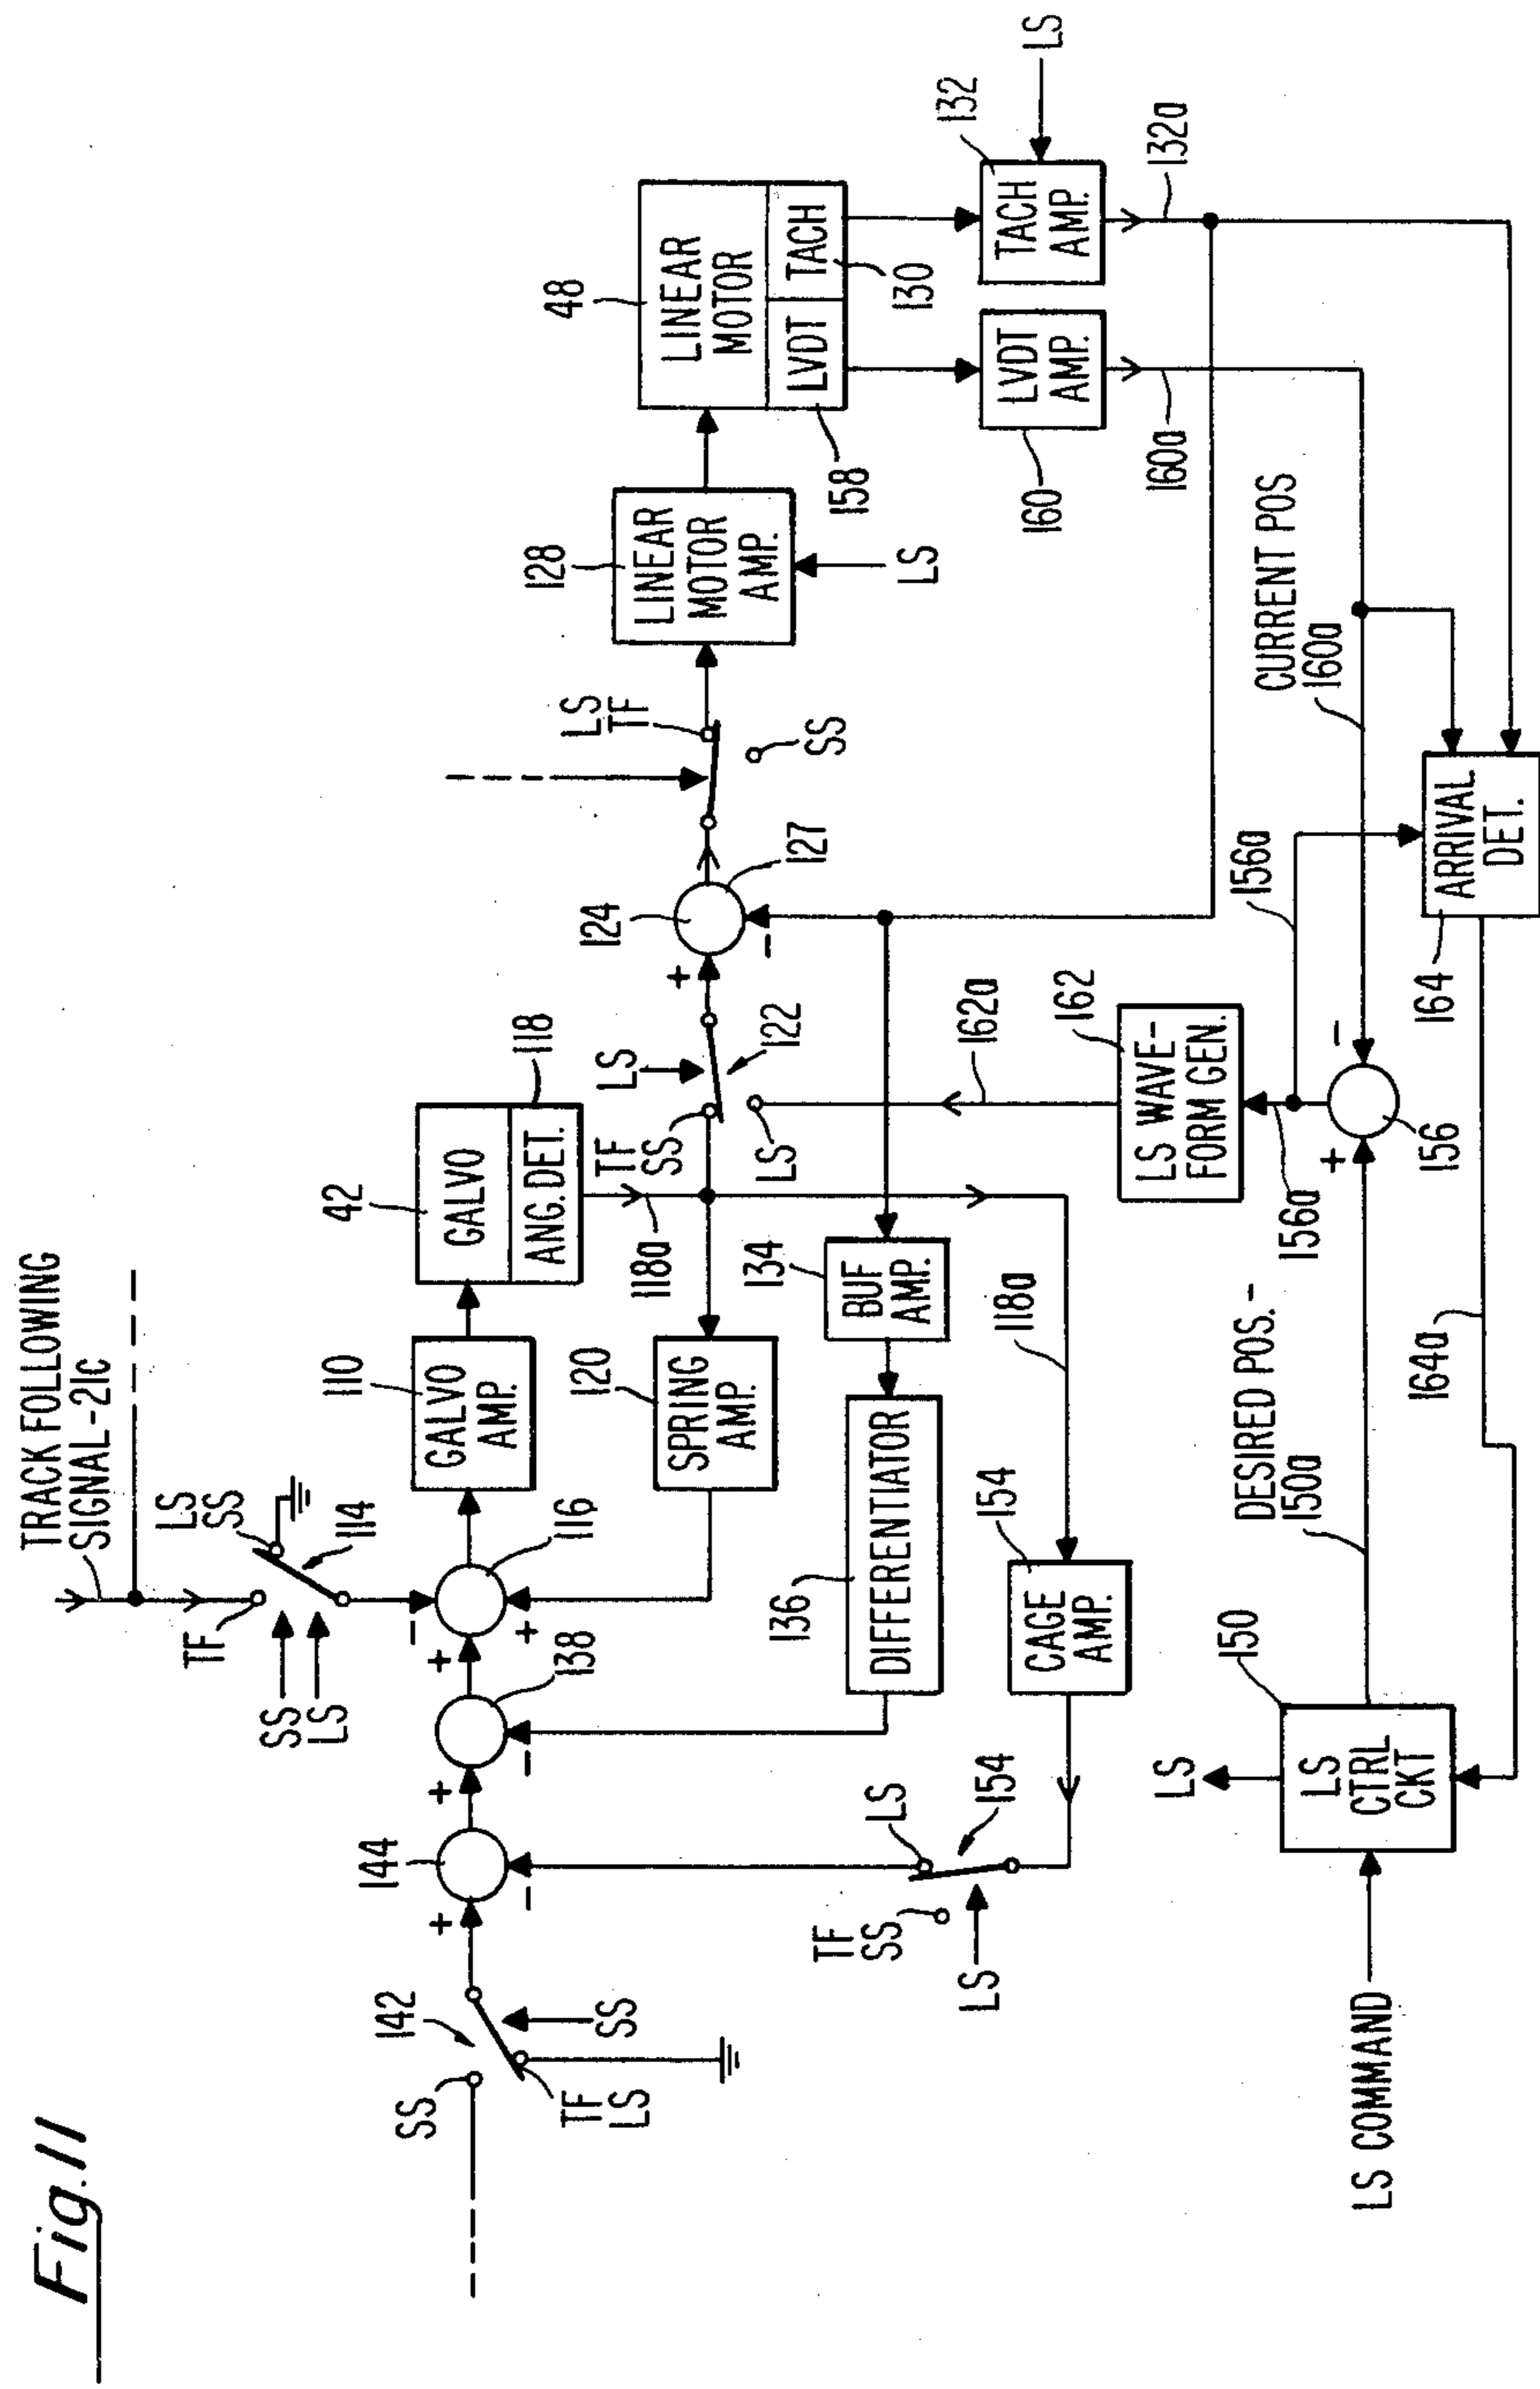 Fig. 11
TRACK FOLLOWING
SIGNAL-21c
LS
SS
114
TF
SS
LS
110
GALVO
AMP.
42
GALVO
ANG. DET.
118
116
-
+
+
138
+
-
144
+
-
142
SS
SS
TF
LS
120
SPRING
AMP.
118a
TF
SS
LS
122
LS
124
+
-
127
LS
TF
SS
128
LINEAR
MOTOR
AMP.
LS
48
LINEAR
MOTOR
LVDT
TACH
158
130
132
TACH
AMP.
LS
132a
160
LVDT
AMP.
160a
134
BUF
AMP.
136
DIFFERENTIATOR
118a
154
CAGE
AMP.
LS
154
TF
SS
LS
162a
162
LS WAVE-
FORM GEN.
156a
156a
+
-
156
CURRENT POS
160a
164
ARRIVAL
DET.
164a
DESIRED POS. -
150a
150
LS
CTRL
CKT
LS
LS COMMAND